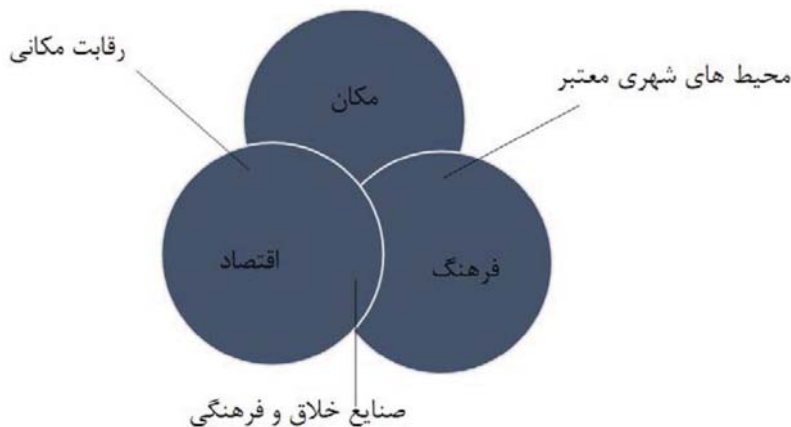 رقابت مکانی
مکان
محیط های شهری معتبر
اقتصاد
فرهنگ
صنایع خلاق و فرهنگی